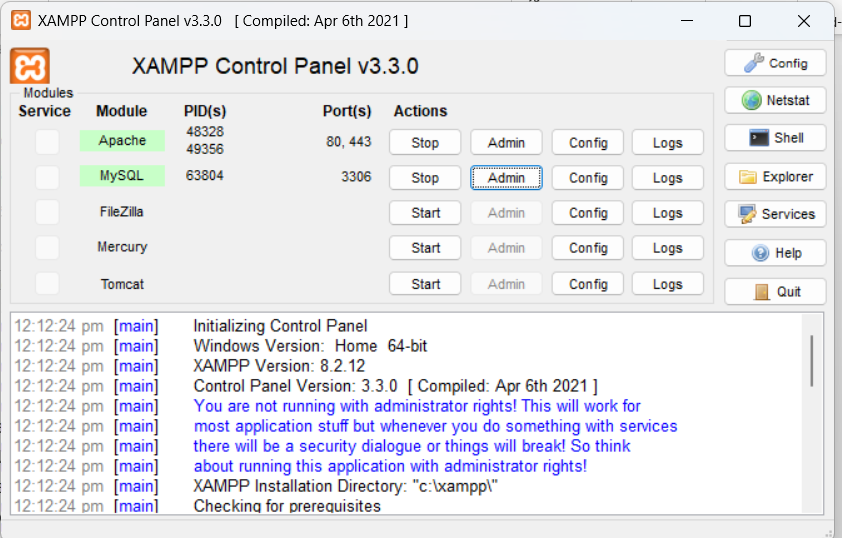 XAMPP Control Panel v3.3.0 [ Compiled: Apr 6th 2021 ]
XAMPP Control Panel v3.3.0
Config
Modules
Service Module PID(s) Port(s) Actions
Netstat
Apache 48328 49356 80, 443 Stop Admin Config Logs
Shell
MySQL 63804 3306 Stop Admin Config Logs
Explorer
FileZilla Start Admin Config Logs
Services
Mercury Start Admin Config Logs
Help
Tomcat Start Admin Config Logs
Quit
12:12:24 pm [main] Initializing Control Panel
12:12:24 pm [main] Windows Version: Home 64-bit
12:12:24 pm [main] XAMPP Version: 8.2.12
12:12:24 pm [main] Control Panel Version: 3.3.0 [ Compiled: Apr 6th 2021 ]
12:12:24 pm [main] You are not running with administrator rights! This will work for
12:12:24 pm [main] most application stuff but whenever you do something with services
12:12:24 pm [main] there will be a security dialogue or things will break! So think
12:12:24 pm [main] about running this application with administrator rights!
12:12:24 pm [main] XAMPP Installation Directory: "c:\xampp\"
12:12:24 pm [main] Checking for prerequisites